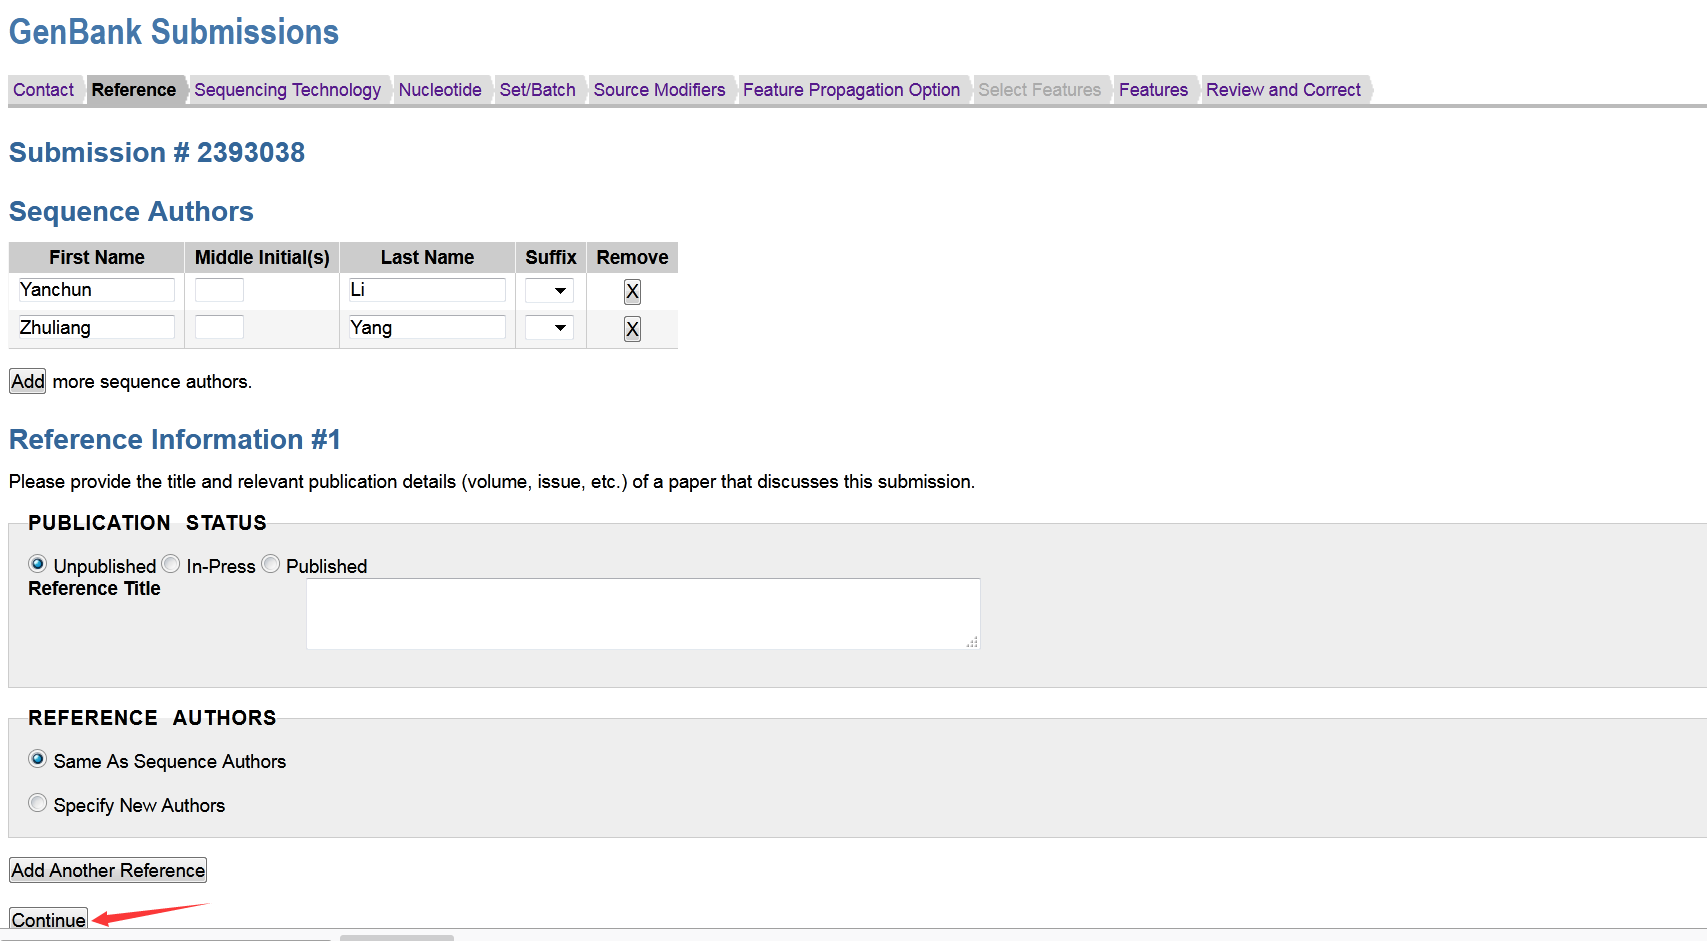 GenBank Submissions
Contact Reference Sequencing Technology Nucleotide Set/Batch Source Modifiers Feature Propagation Option Select Features Features Review and Correct
Submission # 2393038
Sequence Authors
First Name Middle Initial(s) Last Name Suffix Remove
Yanchun Li X
Zhuliang Yang X
Add more sequence authors.
Reference Information #1
Please provide the title and relevant publication details (volume, issue, etc.) of a paper that discusses this submission.
PUBLICATION STATUS
Unpublished In-Press Published
Reference Title
REFERENCE AUTHORS
Same As Sequence Authors
Specify New Authors
Add Another Reference
Continue